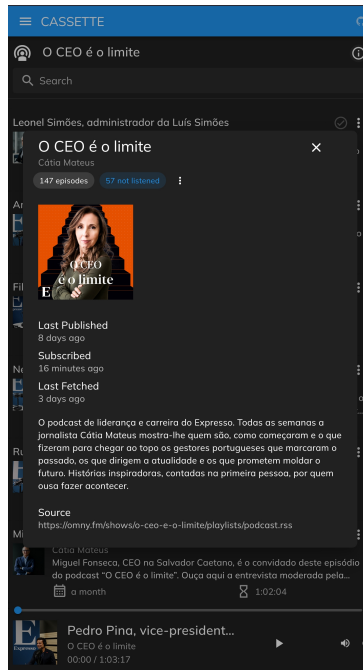 CASSETTE
O CEO é o limite
Search
Leonel Simões, administrador da Luís Simões
O CEO é o limite
Cátia Mateus
147 episodes 57 not listened
O CEO
é o limite
E
Last Published
8 days ago
Subscribed
16 minutes ago
Last Fetched
3 days ago
O podcast de liderança e carreira do Expresso. Todas as semanas a
jornalista Cátia Mateus mostra-lhe quem são, como começaram e o que
fizeram para chegar ao topo os gestores portugueses que marcaram o
passado, os que dirigem a atualidade e os que prometem moldar o
futuro. Histórias inspiradoras, contadas na primeira pessoa, por quem
ousa fazer acontecer.
Source
https://omny.fm/shows/o-ceo-e-o-limite/playlists/podcast.rss
Mi
Cátia Mateus
Miguel Fonseca, CEO na Salvador Caetano, é o convidado deste episódio
do podcast “O CEO é o limite”. Ouça aqui a entrevista moderada pela...
a month 1:02:04
E
Expresso
Pedro Pina, vice-president...
O CEO é o limite
00:00 / 1:03:17